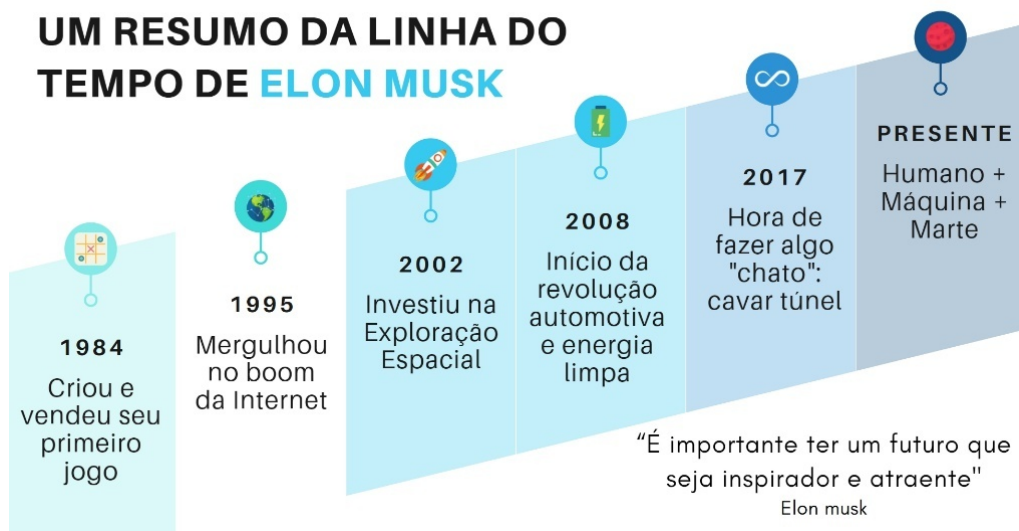 UM RESUMO DA LINHA DO
TEMPO DE ELON MUSK
1984
Criou e
vendeu seu
primeiro
jogo
1995
Mergulhou
no boom
da Internet
2002
Investiu na
Exploração
Espacial
2008
Início da
revolução
automotiva
e energia
limpa
2017
Hora de
fazer algo
"chato":
cavar túnel
PRESENTE
Humano +
Máquina +
Marte
“É importante ter um futuro que
seja inspirador e atraente"
Elon musk